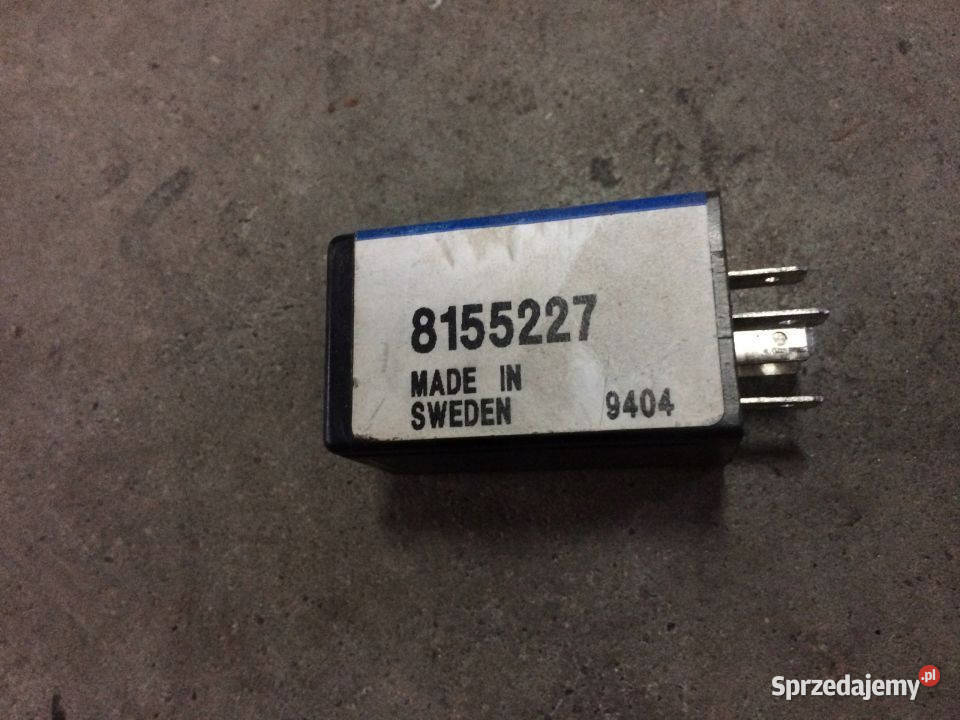 8155227
MADE IN
SWEDEN 9404
Sprzedajemy.pl